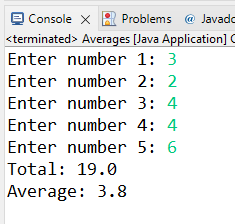 Console Problems @ Javado
<terminated> Averages [Java Application] C
Enter number 1: 3
Enter number 2: 2
Enter number 3: 4
Enter number 4: 4
Enter number 5: 6
Total: 19.0
Average: 3.8